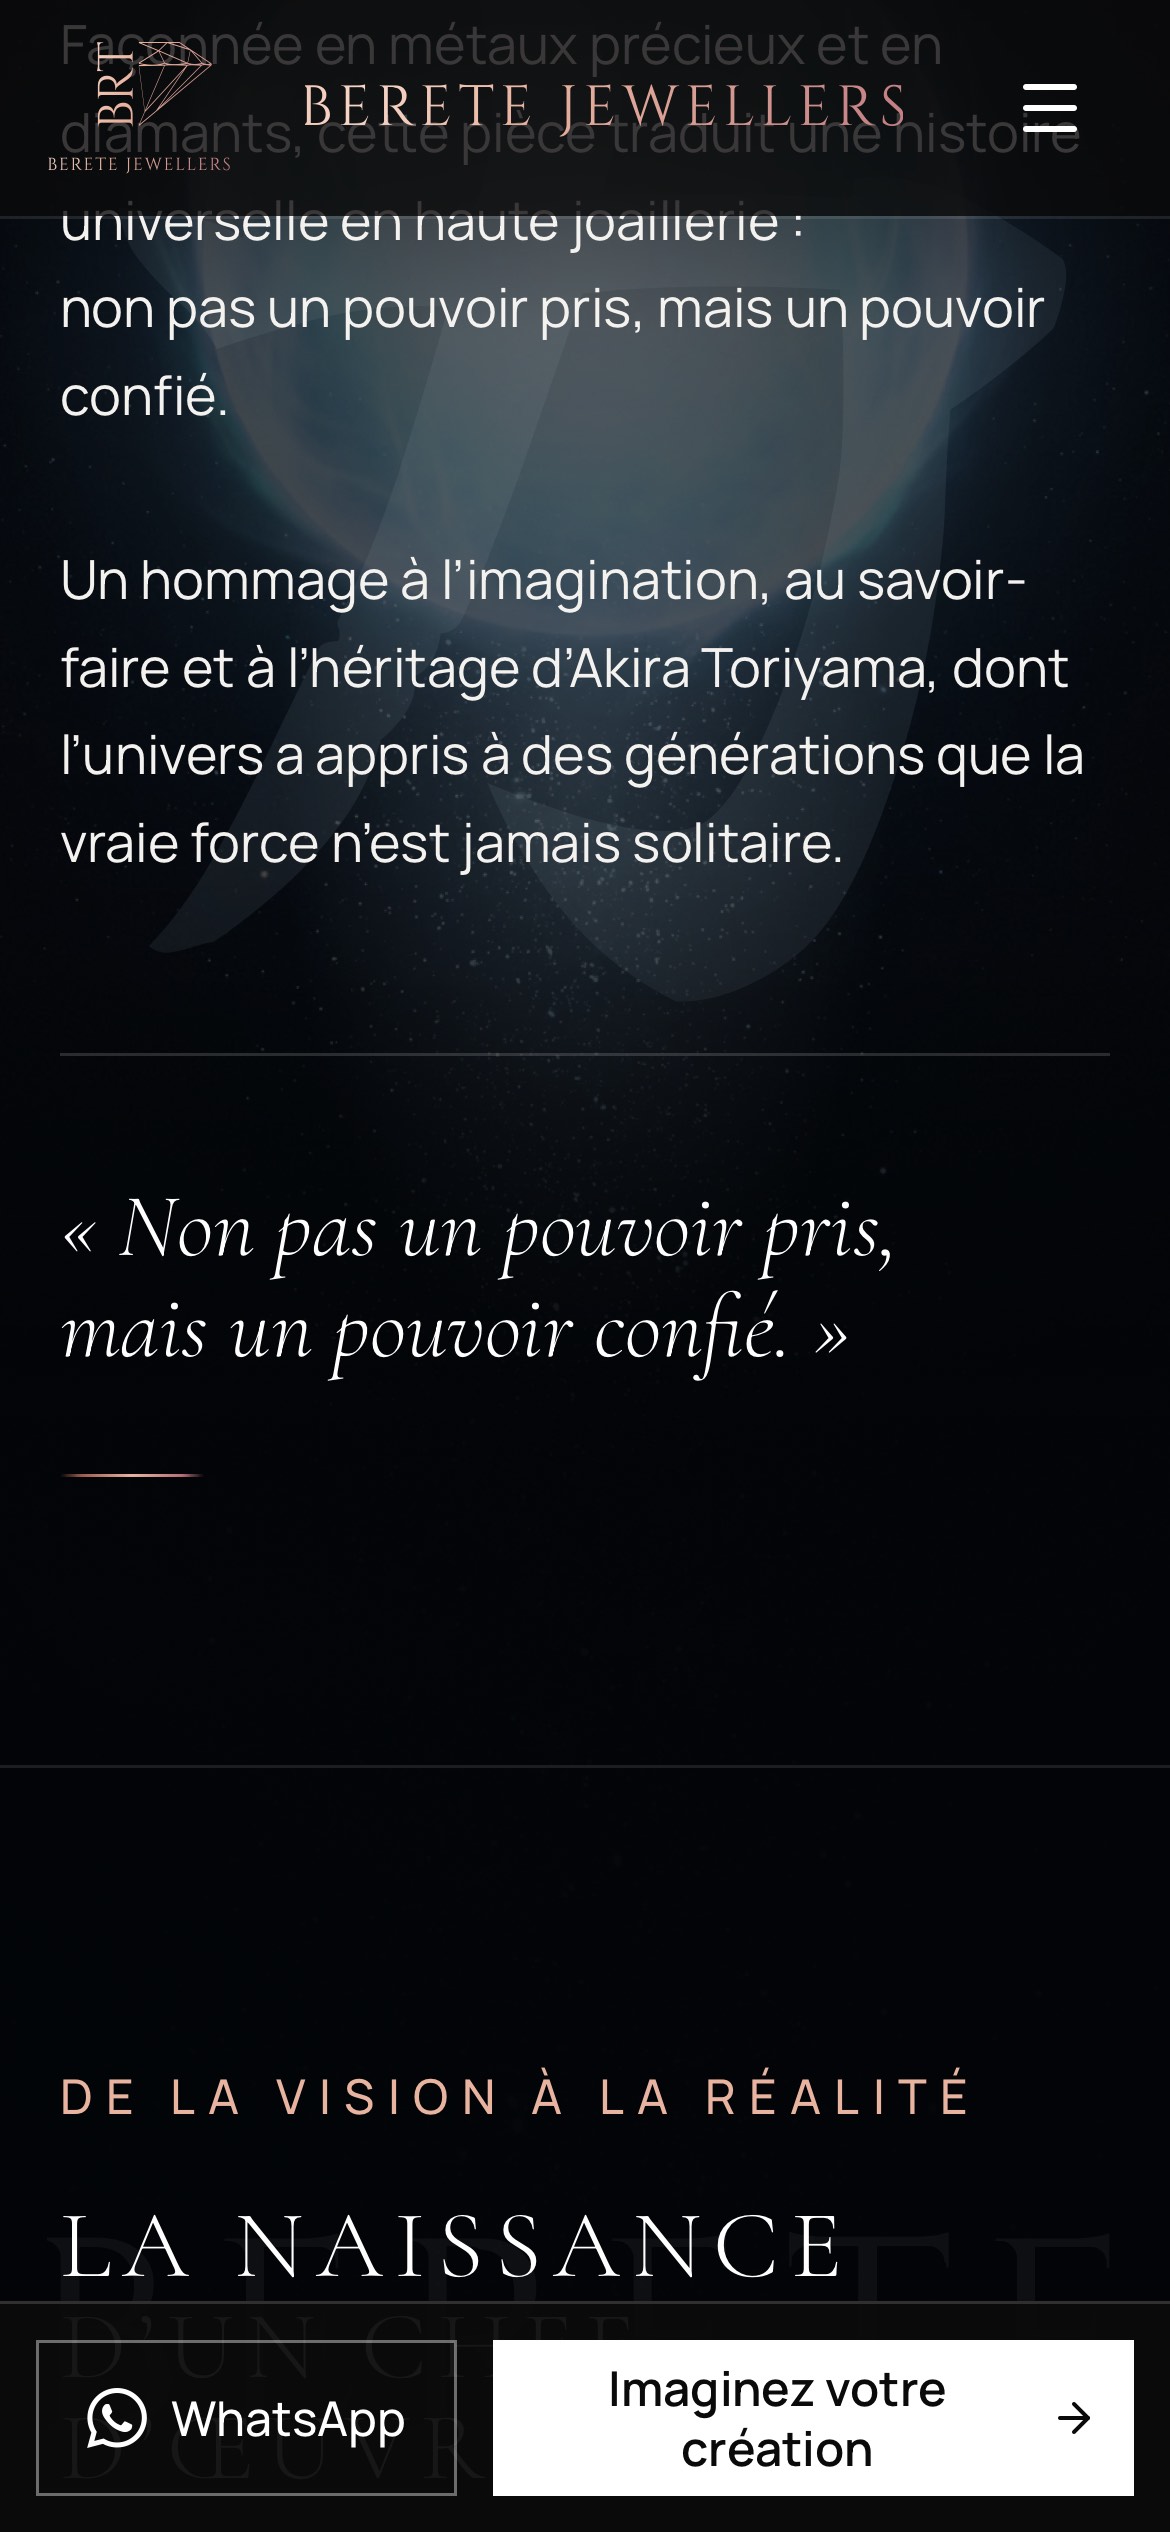 Façonnée en métaux précieux et en
BRT
BERETE JEWELLERS
diamants, cette pièce traduit une histoire
BERETE JEWELLERS
universelle en haute joaillerie :
non pas un pouvoir pris, mais un pouvoir
confié.
Un hommage à l’imagination, au savoir-
faire et à l’héritage d’Akira Toriyama, dont
l’univers a appris à des générations que la
vraie force n’est jamais solitaire.
« Non pas un pouvoir pris,
mais un pouvoir confié. »
DE LA VISION À LA RÉALITÉ
LA NAISSANCE
D’UN CHEF
D’ŒUVR
WhatsApp
Imaginez votre
création